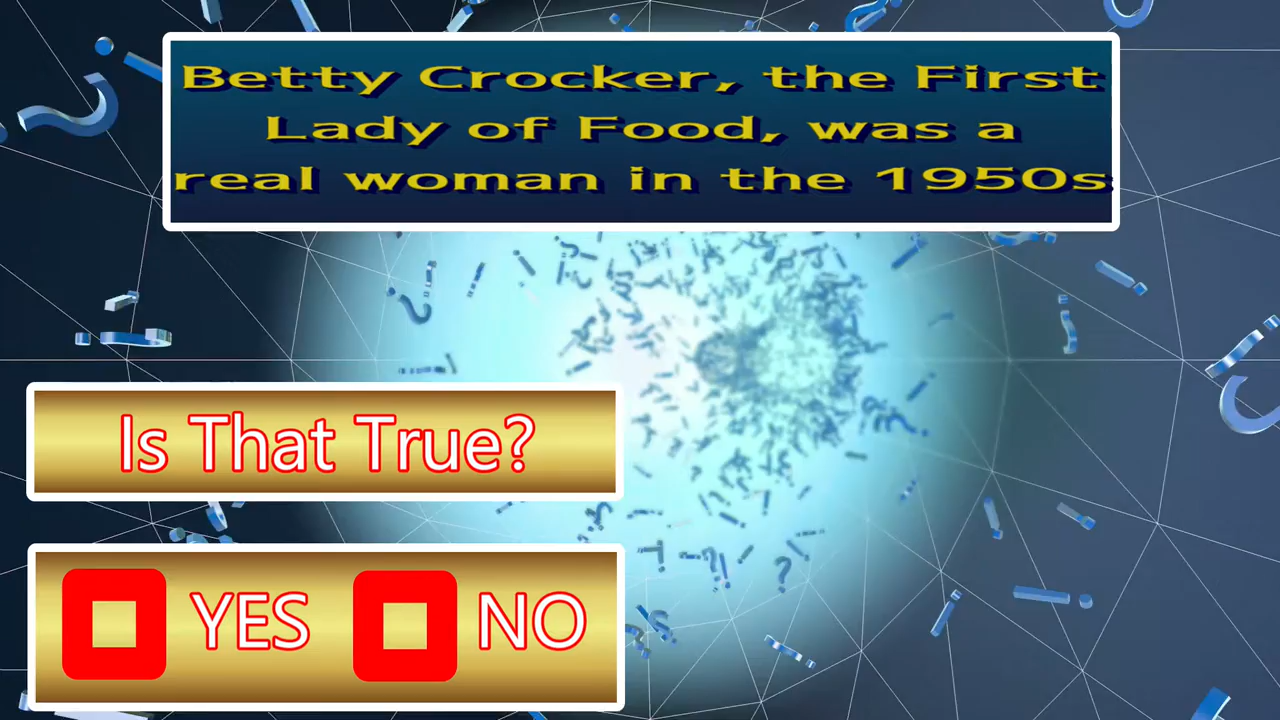 Betty Crocker, the First
Lady of Food, was a
real woman in the 1950s
Is That True?
YES NO